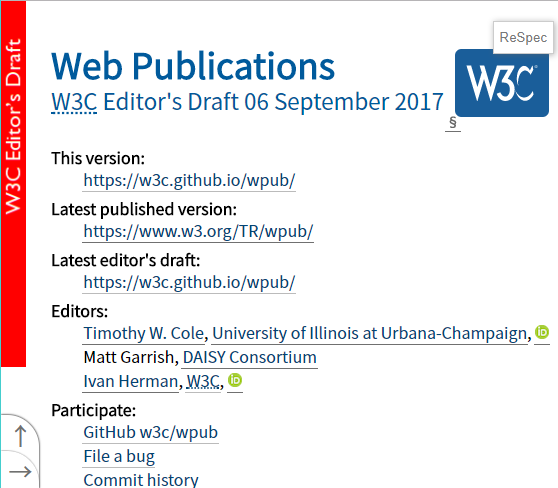 ReSpec
W3C Editor's Draft
Web Publications
W3C Editor's Draft 06 September 2017
W3C
§
This version:
https://w3c.github.io/wpub/
Latest published version:
https://www.w3.org/TR/wpub/
Latest editor's draft:
https://w3c.github.io/wpub/
Editors:
Timothy W. Cole, University of Illinois at Urbana-Champaign, iD
Matt Garrish, DAISY Consortium
Ivan Herman, W3C, iD
Participate:
GitHub w3c/wpub
File a bug
Commit history